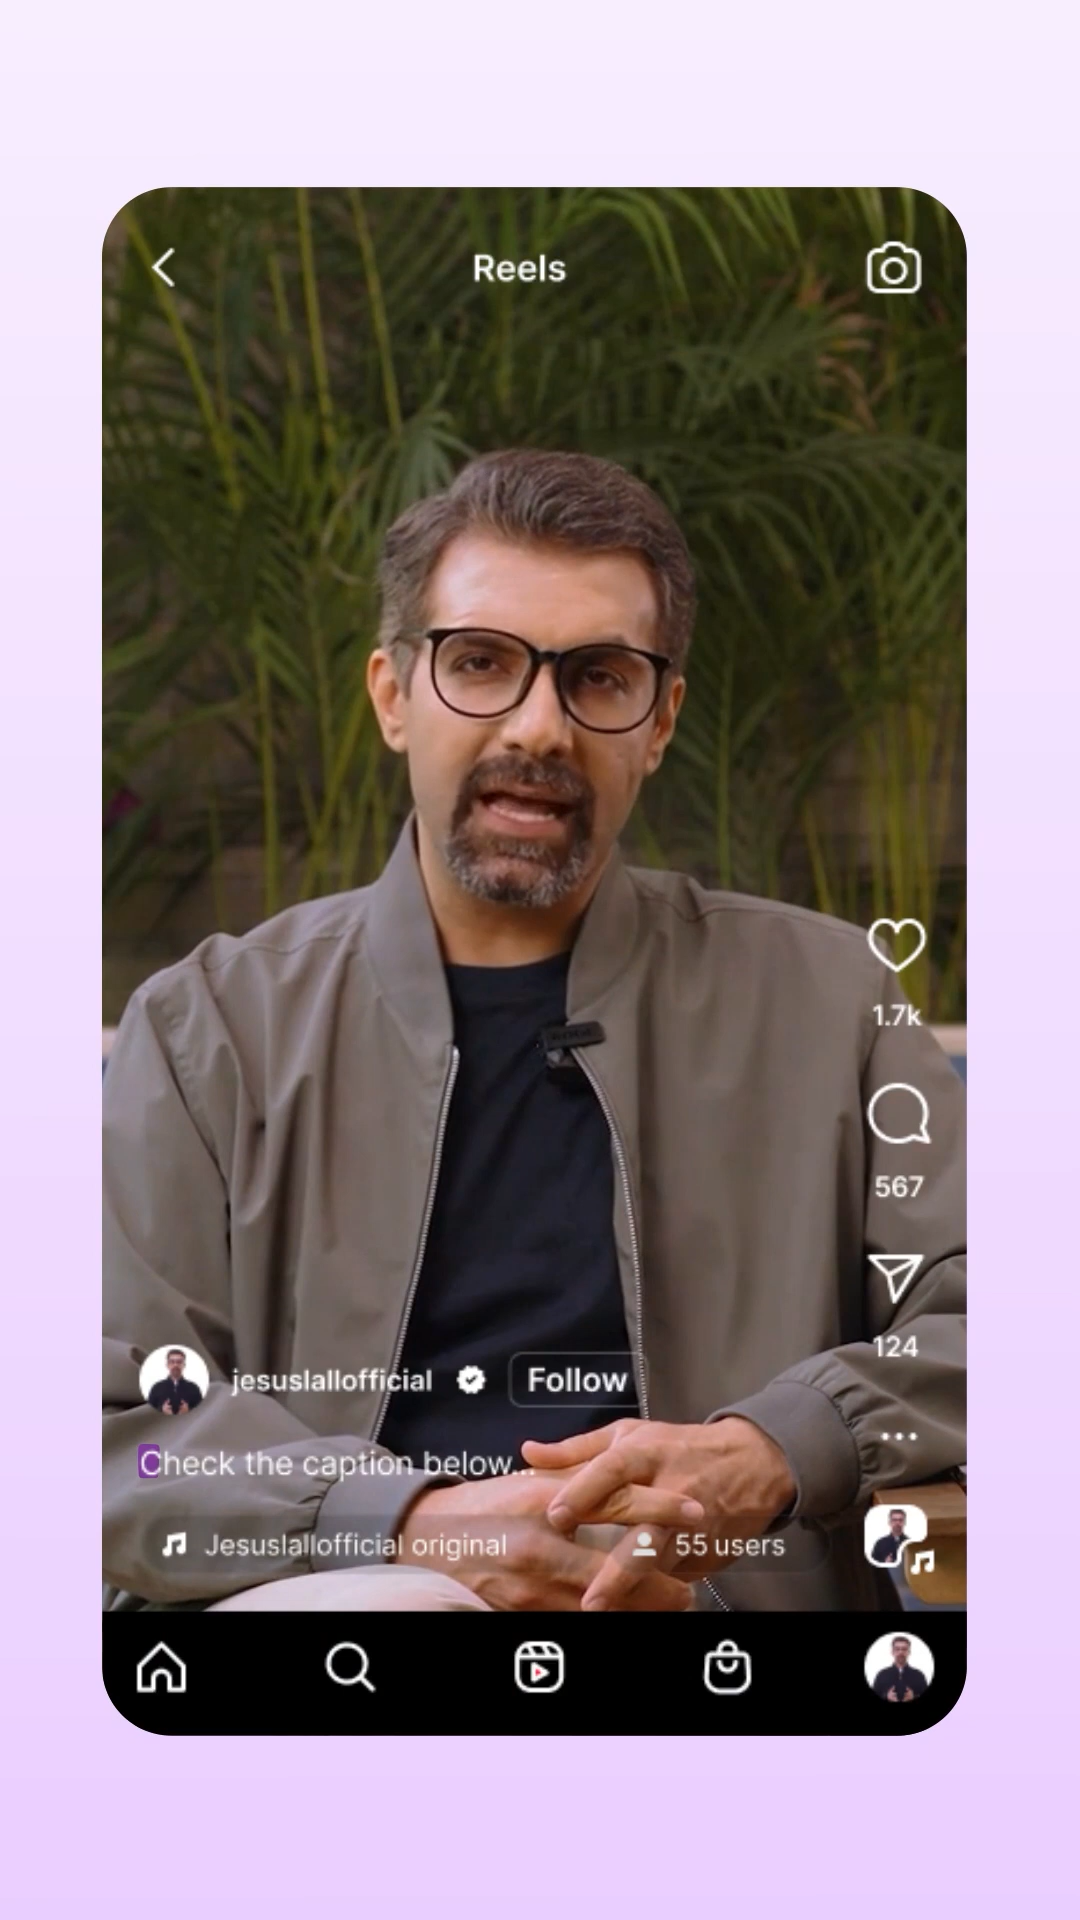 Reels
1.7k
567
124
jesuslallofficial Follow
Check the caption below...
Jesuslallofficial original 55 users